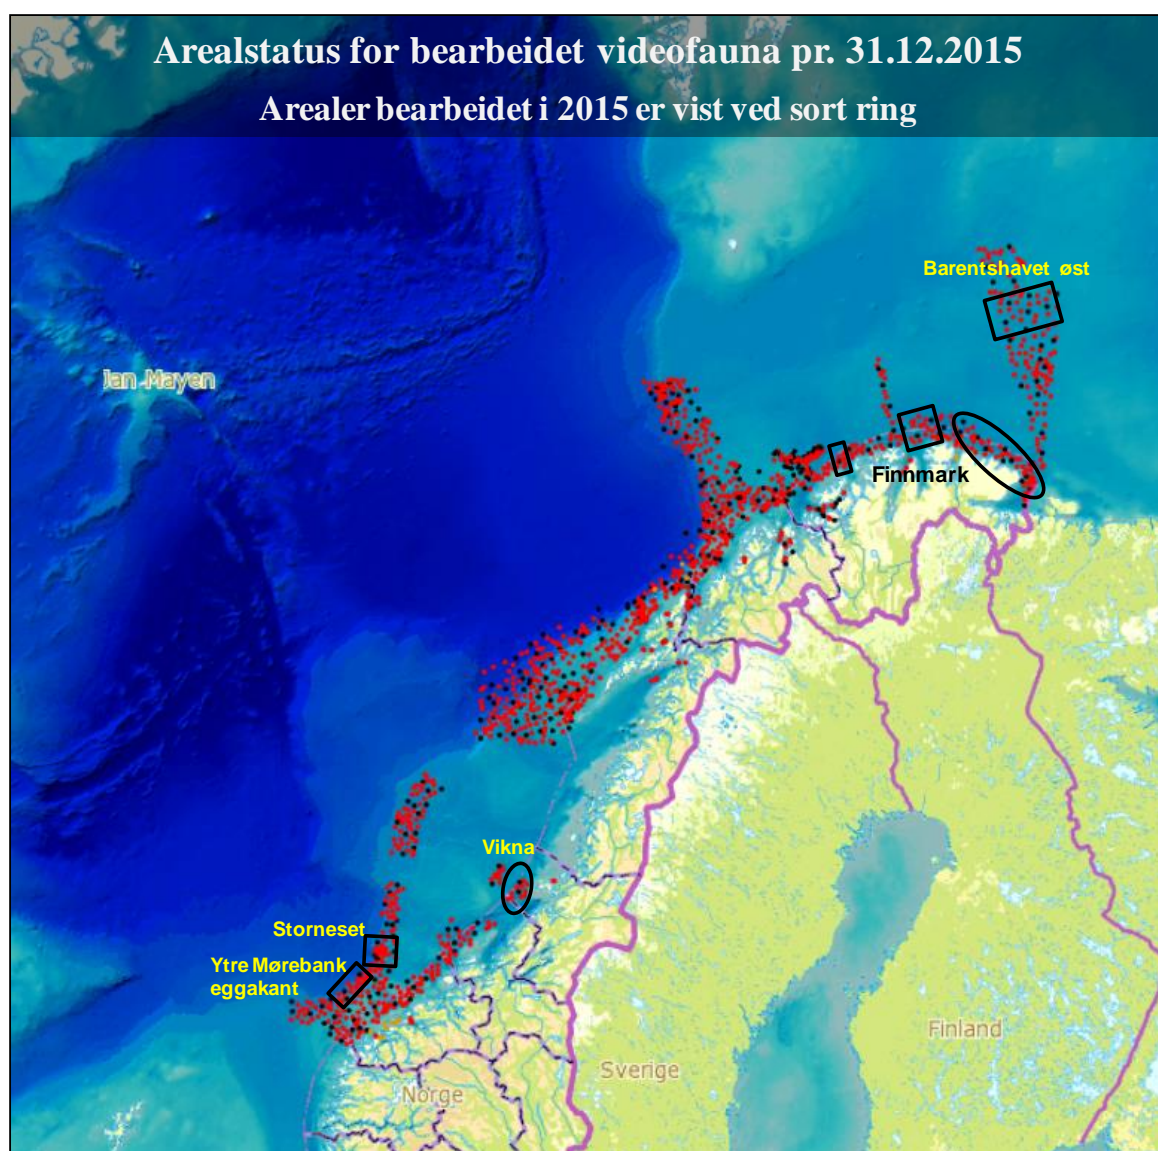 Arealstatus for bearbeidet videofauna pr. 31.12.2015
Arealer bearbeidet i 2015 er vist ved sort ring
Barentshavet øst
Jan Mayen
Finnmark
Vikna
Storneset
Ytre Mørebank
eggakant
Finland
Sverige
Norge